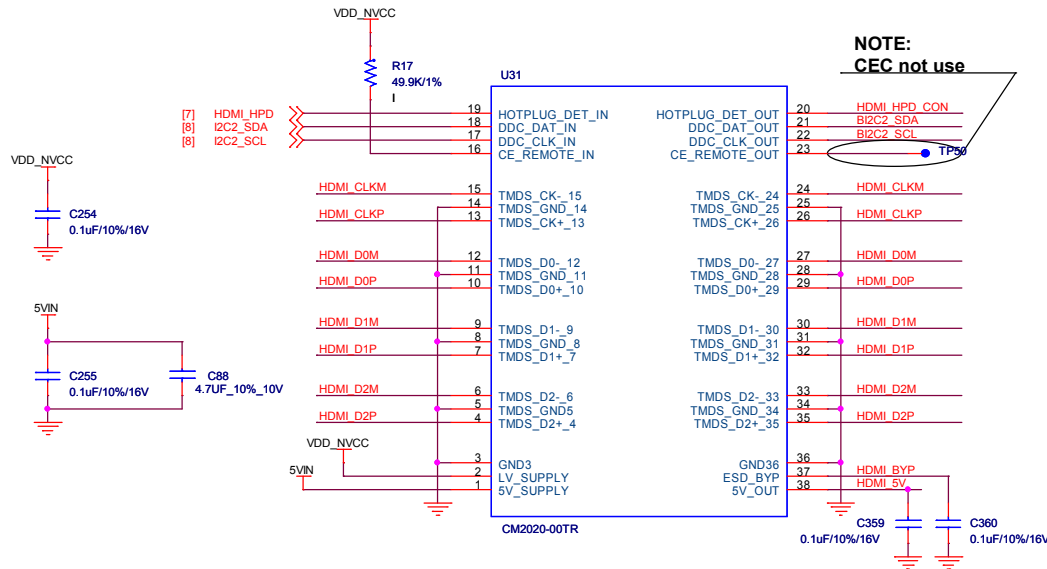 VDD_NVCC
R17
49.9K/1%
I
U31
NOTE:
CEC not use
[7] HDMI_HPD
19
HOTPLUG_DET_IN
HOTPLUG_DET_OUT
20
HDMI_HPD_CON
[8] I2C2_SDA
18
DDC_DAT_IN
DDC_DAT_OUT
21
BI2C2_SDA
[8] I2C2_SCL
17
DDC_CLK_IN
DDC_CLK_OUT
22
BI2C2_SCL
16
CE_REMOTE_IN
CE_REMOTE_OUT
23
TP50
VDD_NVCC
C254
0.1uF/10%/16V
HDMI_CLKM
15
TMDS_CK-_15
TMDS_CK-_24
24
HDMI_CLKM
14
TMDS_GND_14
TMDS_GND_25
25
HDMI_CLKP
13
TMDS_CK+_13
TMDS_CK+_26
26
HDMI_CLKP
HDMI_D0M
12
TMDS_D0-_12
TMDS_D0-_27
27
HDMI_D0M
11
TMDS_GND_11
TMDS_GND_28
28
HDMI_D0P
10
TMDS_D0+_10
TMDS_D0+_29
29
HDMI_D0P
5VIN
C255
0.1uF/10%/16V
C88
4.7UF_10%_10V
HDMI_D1M
9
TMDS_D1-_9
TMDS_D1-_30
30
HDMI_D1M
8
TMDS_GND_8
TMDS_GND_31
31
HDMI_D1P
7
TMDS_D1+_7
TMDS_D1+_32
32
HDMI_D1P
HDMI_D2M
6
TMDS_D2-_6
TMDS_D2-_33
33
HDMI_D2M
5
TMDS_GND5
TMDS_GND_34
34
HDMI_D2P
4
TMDS_D2+_4
TMDS_D2+_35
35
HDMI_D2P
VDD_NVCC
3
GND3
GND36
36
2
LV_SUPPLY
ESD_BYP
37
HDMI_BYP
5VIN
1
5V_SUPPLY
5V_OUT
38
HDMI_5V
CM2020-00TR
C359
0.1uF/10%/16V
C360
0.1uF/10%/16V